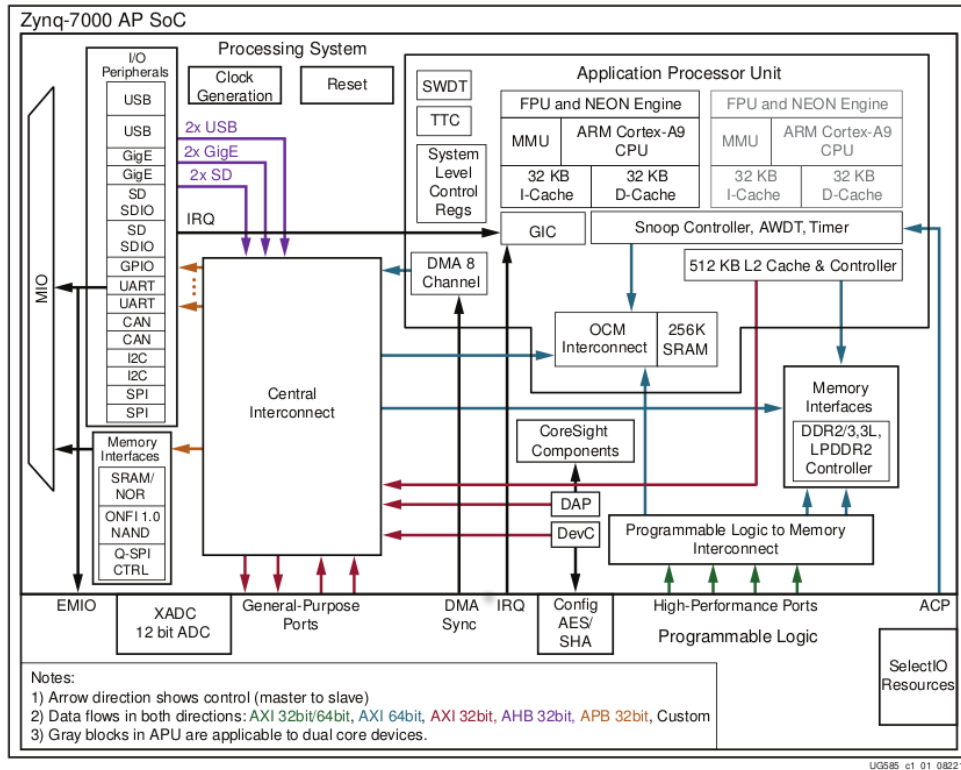 Zynq-7000 AP SoC
Processing System
I/O
Peripherals
USB
USB
GigE
GigE
SD
SDIO
SD
SDIO
GPIO
UART
UART
CAN
CAN
I2C
I2C
SPI
SPI
MIO
Clock
Generation
Reset
2x USB
2x GigE
2x SD
IRQ
Application Processor Unit
SWDT
TTC
System
Level
Control
Regs
FPU and NEON Engine
MMU
ARM Cortex-A9
CPU
32 KB
I-Cache
32 KB
D-Cache
FPU and NEON Engine
MMU
ARM Cortex-A9
CPU
32 KB
I-Cache
32 KB
D-Cache
GIC
Snoop Controller, AWDT, Timer
DMA 8
Channel
512 KB L2 Cache & Controller
OCM
Interconnect
256K
SRAM
Central
Interconnect
Memory
Interfaces
DDR2/3,3L,
LPDDR2
Controller
CoreSight
Components
DAP
DevC
Programmable Logic to Memory
Interconnect
Memory
Interfaces
SRAM/
NOR
ONFI 1.0
NAND
Q-SPI
CTRL
EMIO
XADC
12 bit ADC
General-Purpose
Ports
DMA
Sync
IRQ
Config
AES/
SHA
High-Performance Ports
ACP
Programmable Logic
SelectIO
Resources
Notes:
1) Arrow direction shows control (master to slave)
2) Data flows in both directions: AXI 32bit/64bit, AXI 64bit, AXI 32bit, AHB 32bit, APB 32bit, Custom
3) Gray blocks in APU are applicable to dual core devices.